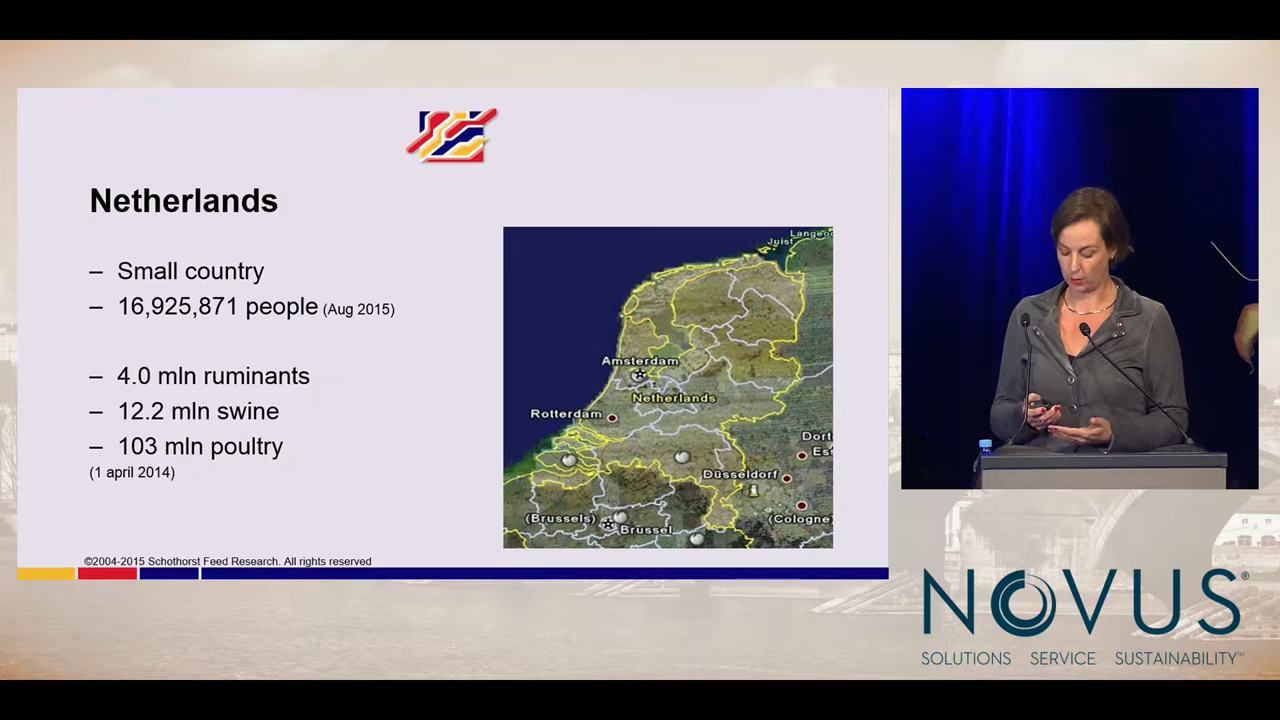 Netherlands
– Small country
– 16,925,871 people (Aug 2015)
– 4.0 mln ruminants
– 12.2 mln swine
– 103 mln poultry
(1 april 2014)
Juist
Amsterdam
Netherlands
Rotterdam
Düsseldorf
(Cologne)
(Brussels)
Brussel
©2004-2015 Schothorst Feed Research. All rights reserved
NOVUS®
SOLUTIONS SERVICE SUSTAINABILITY™